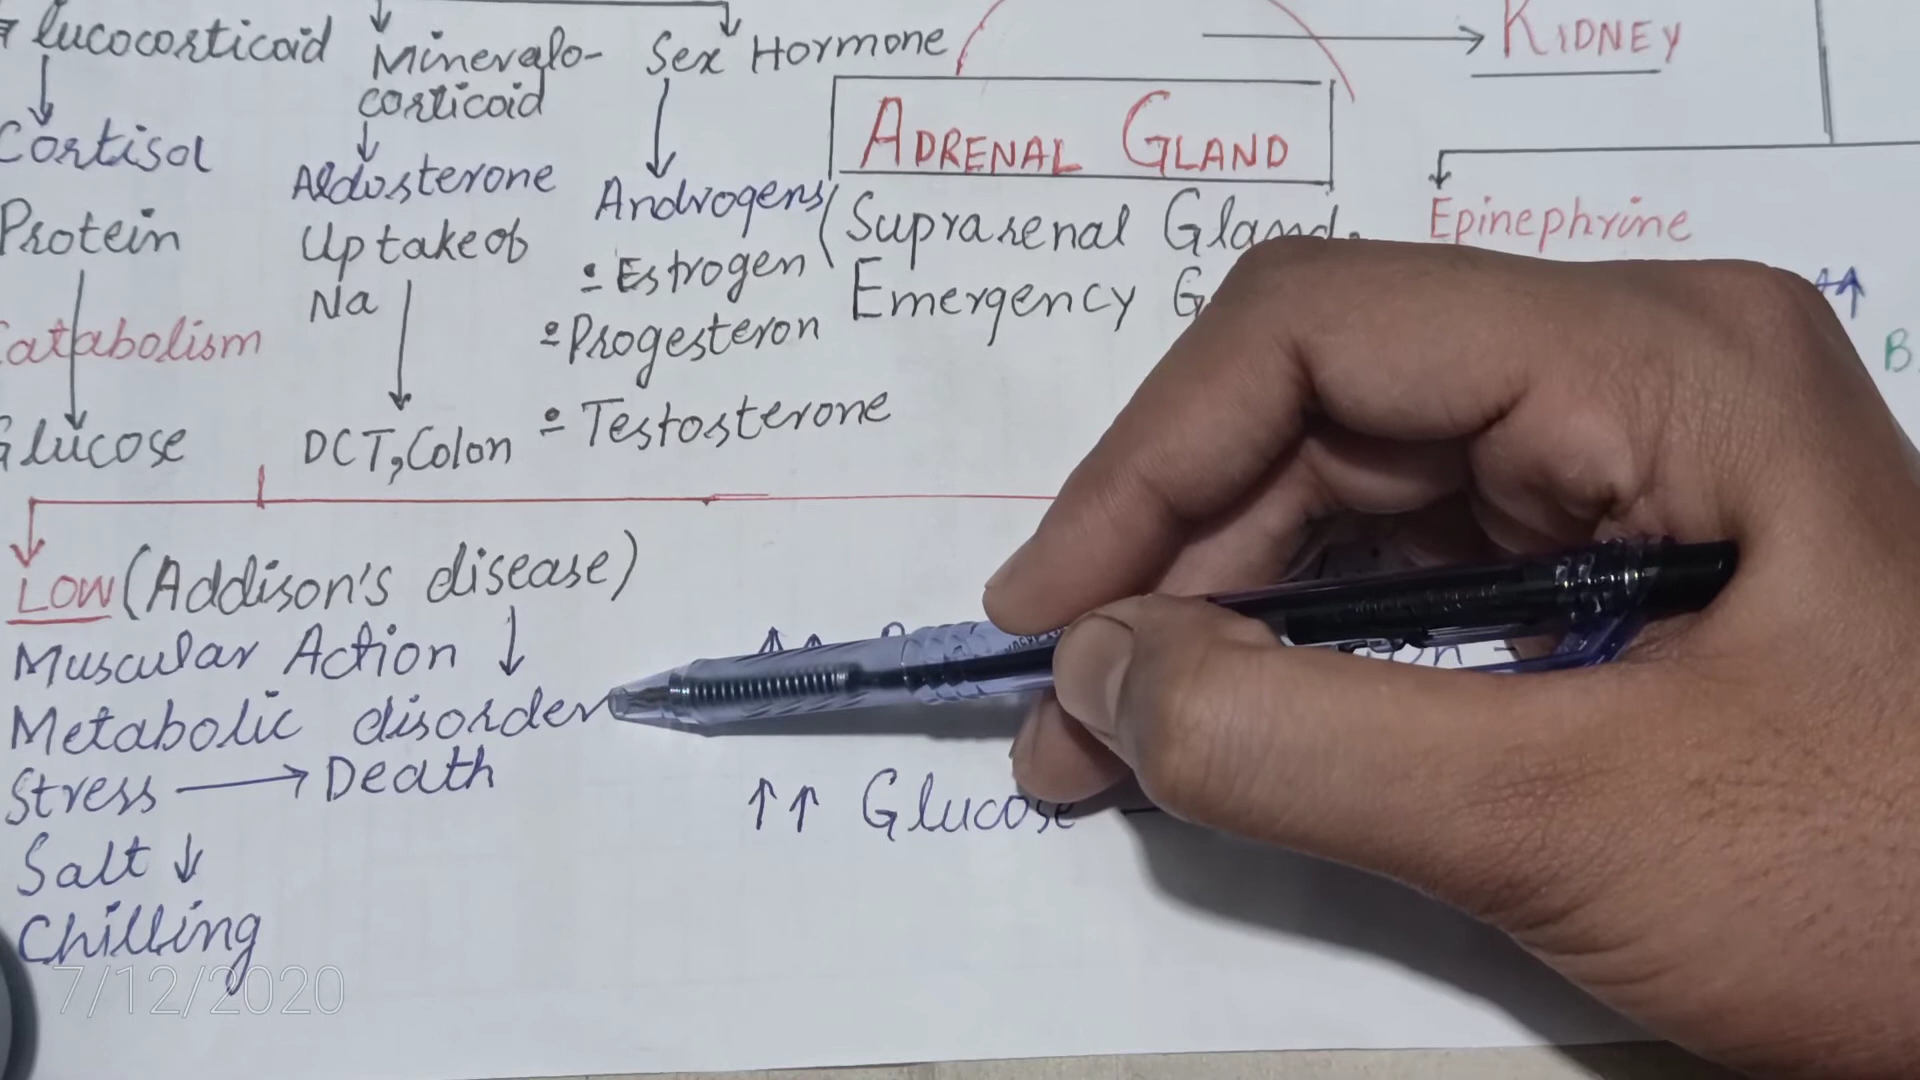 lucocorticoid
Mineralo-
corticoid
Sex Hormone
KIDNEY
Cortisol
Aldosterone
Androgens
ADRENAL GLAND
Protein
Uptake of
Na
Estrogen
(Suprarenal Gland
Epinephrine
Emergency G
Catabolism
Progesteron
Glucose
DCT, Colon
Testosterone
B
LOW (Addison's disease)
Muscular Action ↓
↑↑
Metabolic disorder
Stress → Death
↑↑ Glucose
Salt ↓
Chilling
7/12/2020